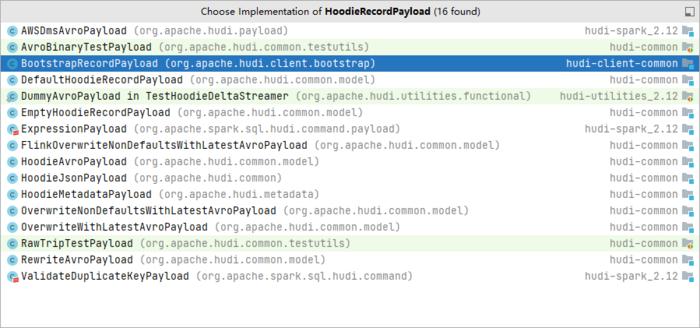 Choose Implementation of HoodieRecordPayload (16 found)
AWSDmsAvroPayload (org.apache.hudi.payload) hudi-spark_2.12
AvroBinaryTestPayload (org.apache.hudi.common.testutils) hudi-common
BootstrapRecordPayload (org.apache.hudi.client.bootstrap) hudi-client-common
DefaultHoodieRecordPayload (org.apache.hudi.common.model) hudi-common
DummyAvroPayload in TestHoodieDeltaStreamer (org.apache.hudi.utilities.functional) hudi-utilities_2.12
EmptyHoodieRecordPayload (org.apache.hudi.common.model) hudi-common
ExpressionPayload (org.apache.spark.sql.hudi.command.payload) hudi-spark_2.12
FlinkOverwriteNonDefaultsWithLatestAvroPayload (org.apache.hudi.common.model) hudi-common
HoodieAvroPayload (org.apache.hudi.common.model) hudi-common
HoodieJsonPayload (org.apache.hudi.common) hudi-common
HoodieMetadataPayload (org.apache.hudi.metadata) hudi-common
OverwriteNonDefaultsWithLatestAvroPayload (org.apache.hudi.common.model) hudi-common
OverwriteWithLatestAvroPayload (org.apache.hudi.common.model) hudi-common
RawTripTestPayload (org.apache.hudi.common.testutils) hudi-common
RewriteAvroPayload (org.apache.hudi.common.model) hudi-common
ValidateDuplicateKeyPayload (org.apache.spark.sql.hudi.command) hudi-spark_2.12